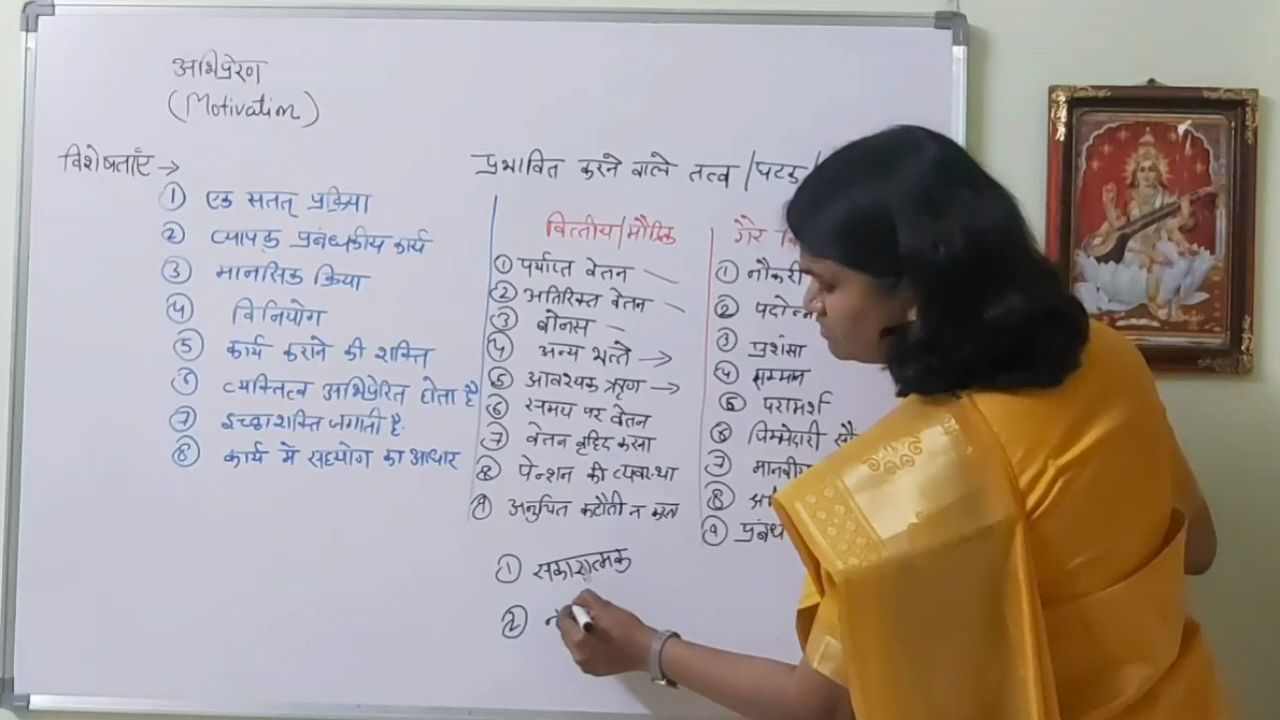 अभिप्रेरण
(Motivation)
विशेषताएँ →
① एक सतत् प्रक्रिया
② व्यापक प्रबंधकीय कार्य
③ मानसिक क्रिया
④ विनियोग
⑤ कार्य कराने की शक्ति
⑥ व्यक्तित्व अभिप्रेरित होता है
⑦ इच्छाशक्ति जगाती है
⑧ कार्य में सहयोग का आधार
प्रभावित करने वाले तत्व/घटक/
वित्तीय/मौद्रिक
① पर्याप्त वेतन
② अतिरिक्त वेतन
③ बोनस
④ अन्य भत्ते →
⑤ आवश्यक ऋण →
⑥ समय पर वेतन
⑦ वेतन वृद्धि करना
⑧ पेन्शन की व्यवस्था
⑨ अनुचित कटौती न करना
गैर
① नौकरी
②
③ प्रशंसा
④ सम्मान
⑤ परामर्श
⑥ जिम्मेदारी
⑦
⑧
⑨ प्रबंध
① सकारात्मक
②